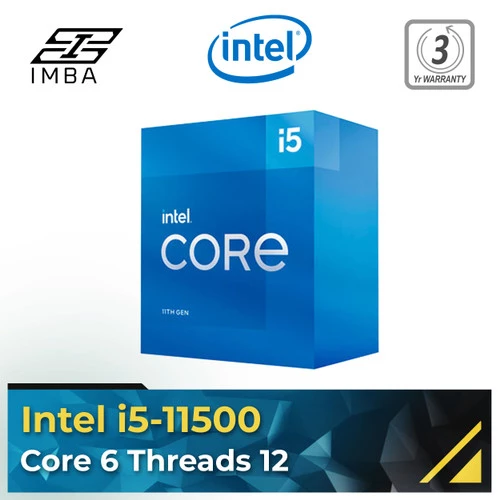 IMBA
intel
3
Yr WARRANTY
i5
intel.
CORE
11TH GEN
Intel i5-11500
Core 6 Threads 12